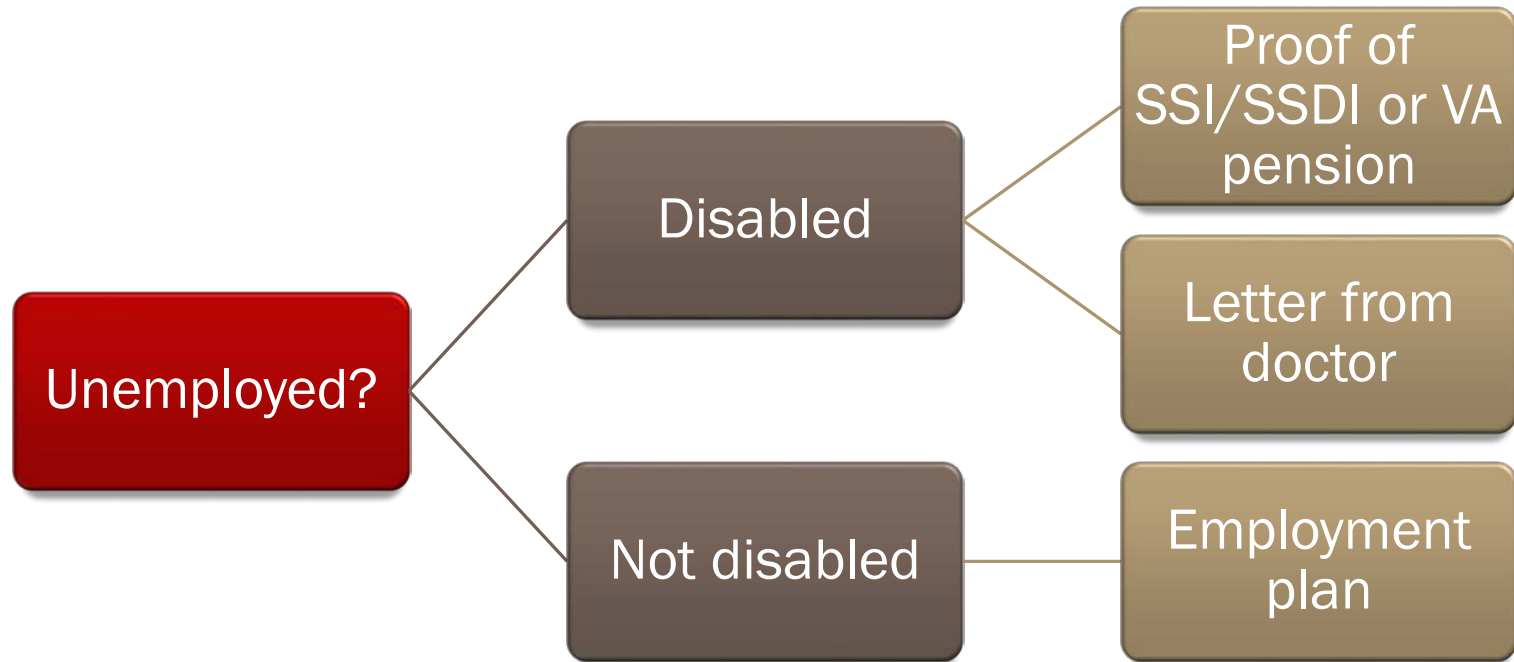 Unemployed?
Disabled
Proof of
SSI/SSDI or VA
pension
Letter from
doctor
Not disabled
Employment
plan